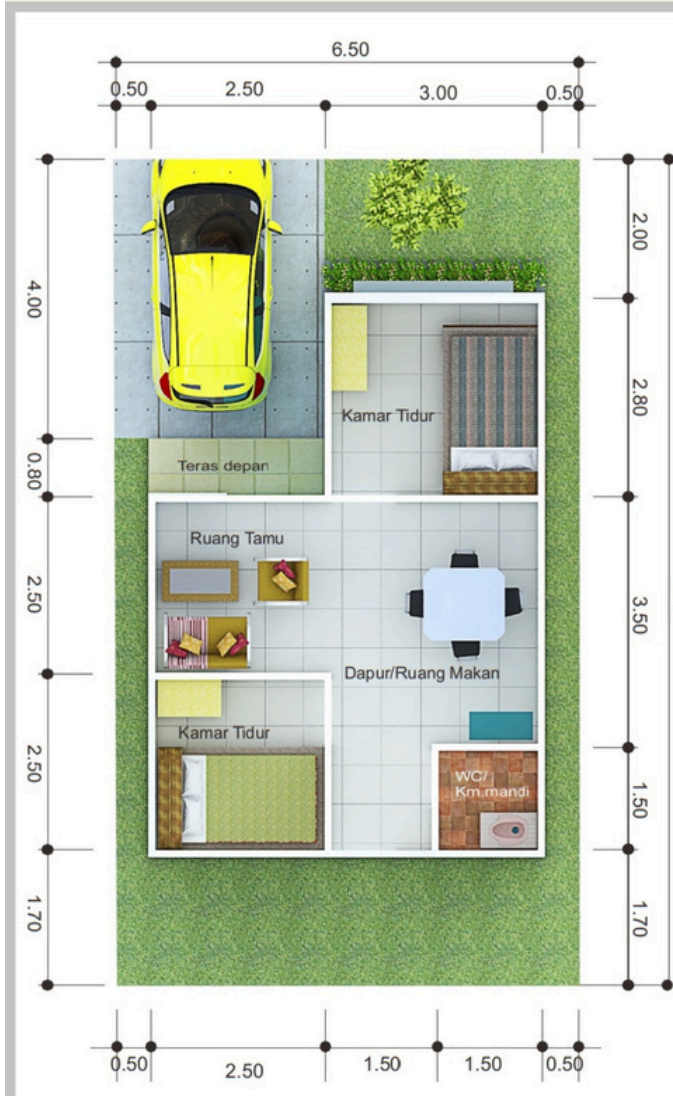 6.50
0.50
2.50
3.00
0.50
4.00
0.80
2.50
2.50
1.70
2.00
2.80
3.50
1.50
1.70
Kamar Tidur
Teras depan
Ruang Tamu
Dapur/Ruang Makan
Kamar Tidur
WC/
Km.mandi
0.50
2.50
1.50
1.50
0.50